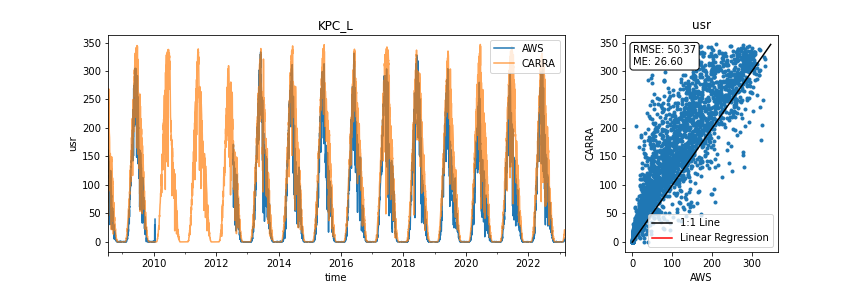 KPC_L
usr
350
300
250
200
150
100
50
0
usr
AWS
CARRA
2010
2012
2014
2016
2018
2020
2022
time
usr
350
300
250
200
150
100
50
0
CARRA
RMSE: 50.37
ME: 26.60
1:1 Line
Linear Regression
0
100
200
300
AWS